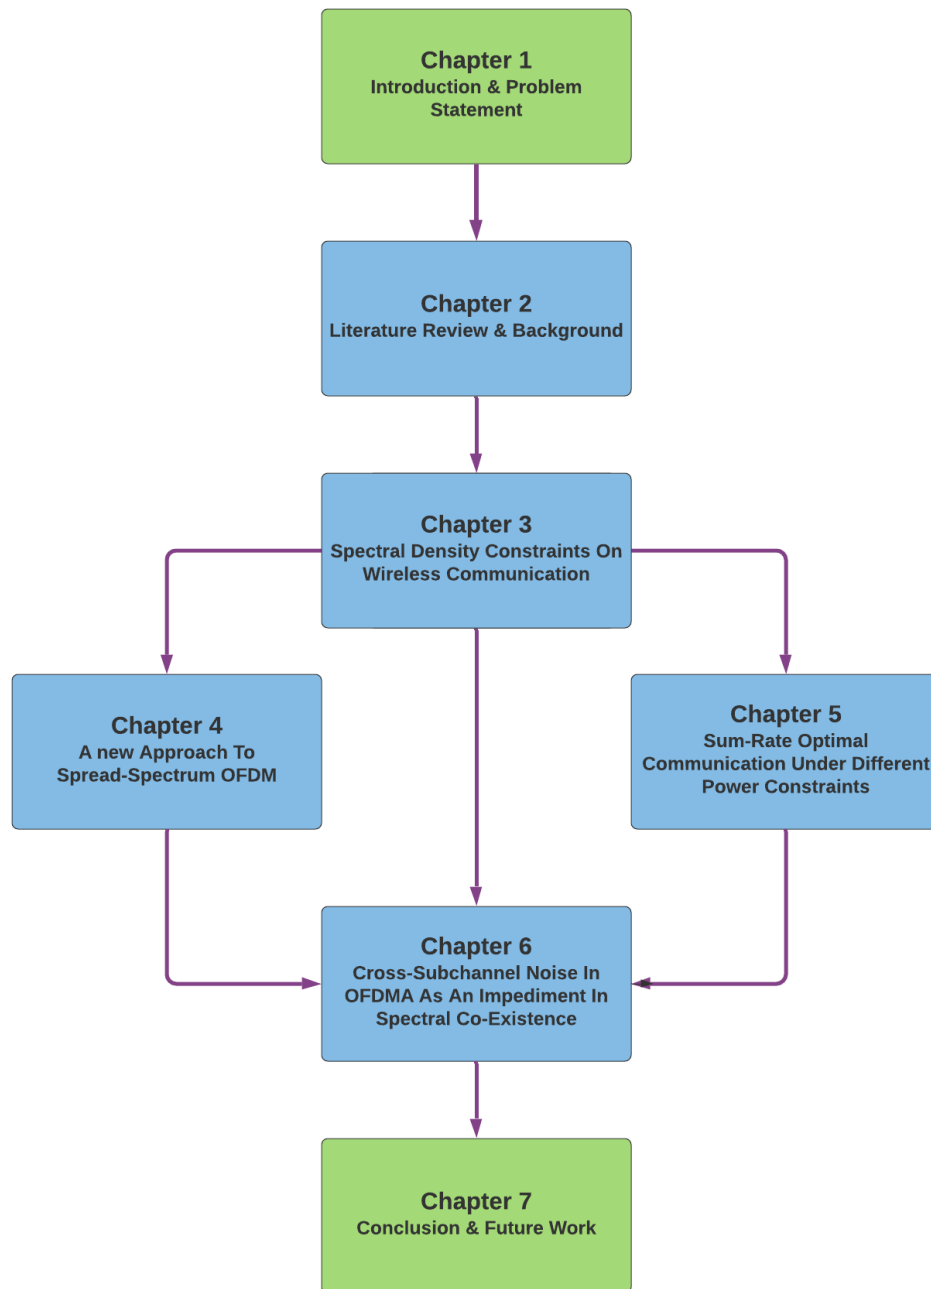 Chapter 1
Introduction & Problem
Statement
Chapter 2
Literature Review & Background
Chapter 3
Spectral Density Constraints On
Wireless Communication
Chapter 4
A new Approach To
Spread-Spectrum OFDM
Chapter 5
Sum-Rate Optimal
Communication Under Different
Power Constraints
Chapter 6
Cross-Subchannel Noise In
OFDMA As An Impediment In
Spectral Co-Existence
Chapter 7
Conclusion & Future Work